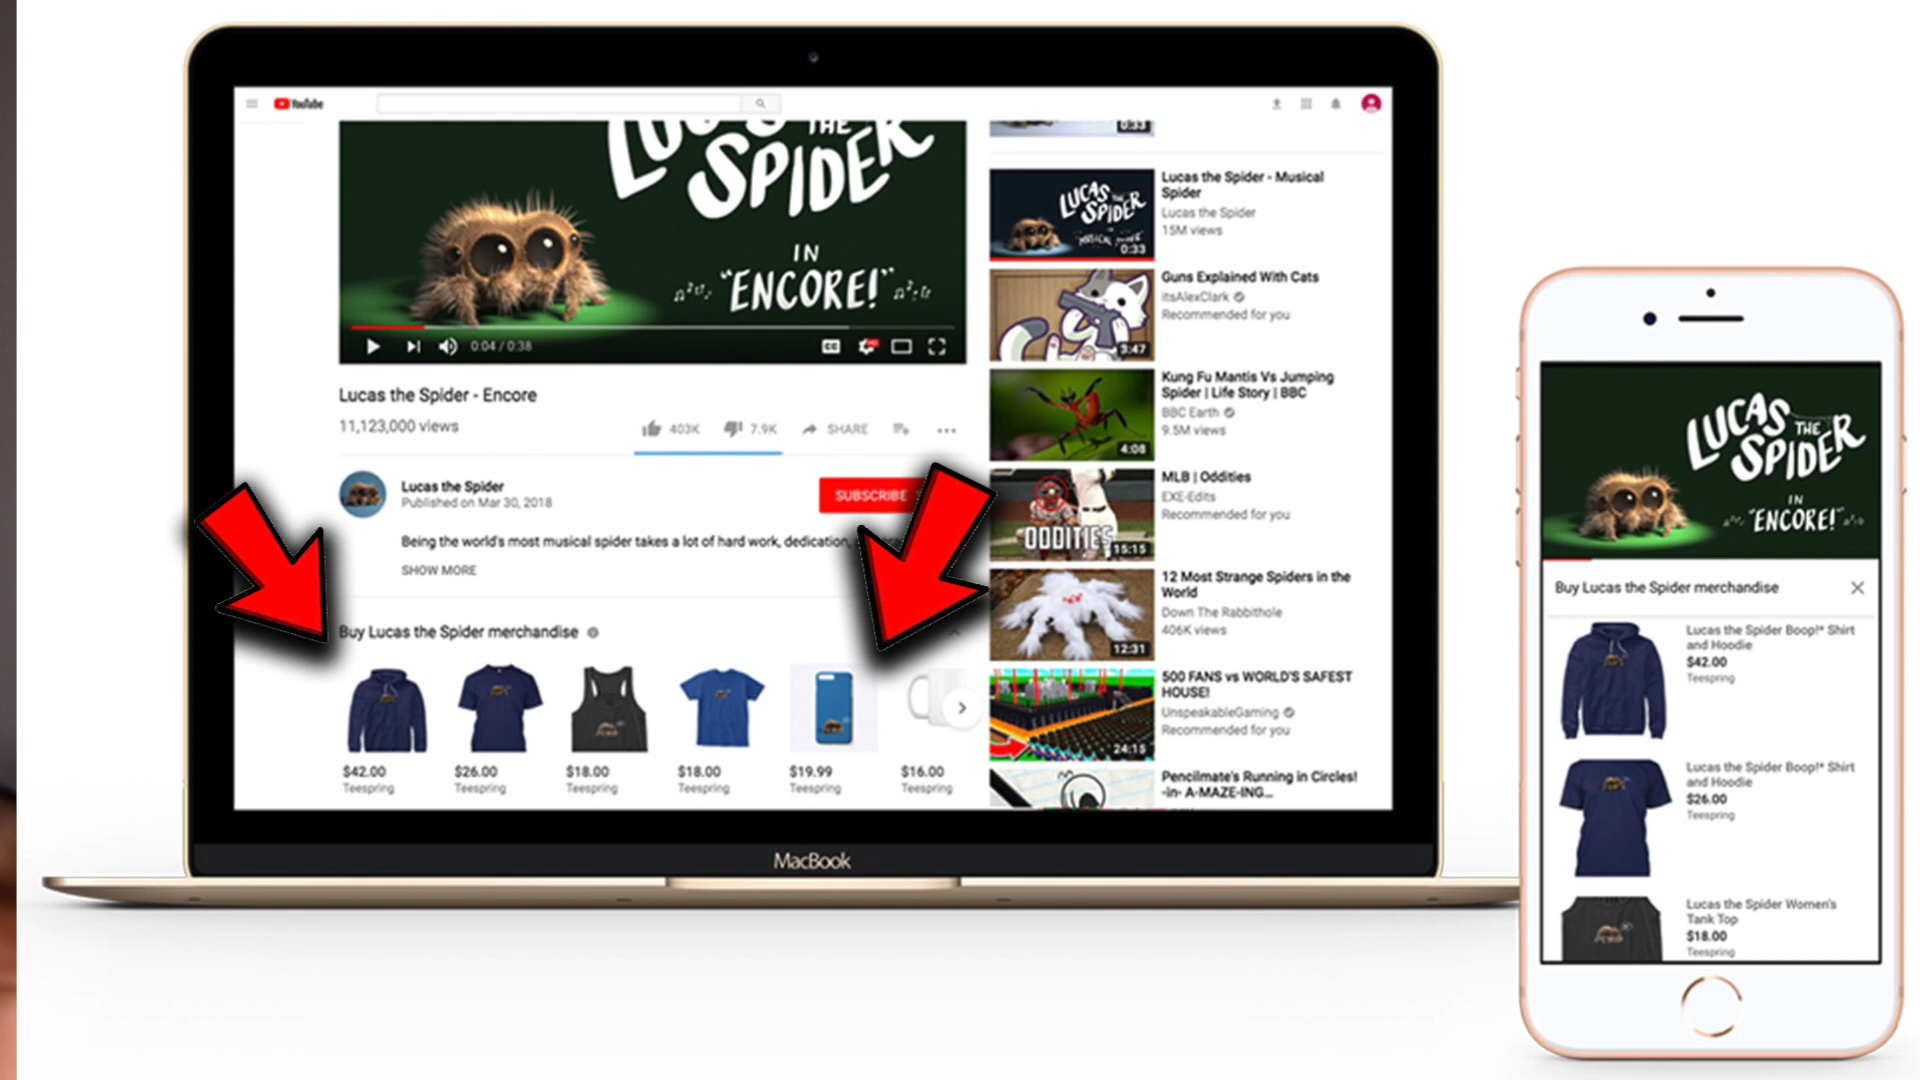 YouTube
LUCAS THE
SPIDER
IN
"ENCORE!"
0:04 / 0:38
CC
HD
Lucas the Spider - Encore
11,123,000 views
403K
7.9K
SHARE
Lucas the Spider
Published on Mar 30, 2018
SUBSCRIBE
Being the world's most musical spider takes a lot of hard work, dedication,
SHOW MORE
Buy Lucas the Spider merchandise
$42.00
Teespring
$26.00
Teespring
$18.00
Teespring
$18.00
Teespring
$19.99
Teespring
$16.00
Teespring
0:33
LUCAS THE
SPIDER
IN
MUSICAL SPIDER
0:33
Lucas the Spider - Musical
Spider
Lucas the Spider
15M views
3:47
Guns Explained With Cats
itsAlexClark
Recommended for you
4:08
Kung Fu Mantis Vs Jumping
Spider | Life Story | BBC
BBC Earth
9.5M views
ODDITIES
15:15
MLB | Oddities
EXE-Edits
Recommended for you
12:31
12 Most Strange Spiders in the
World
Down The Rabbithole
406K views
24:15
500 FANS vs WORLD'S SAFEST
HOUSE!
UnspeakableGaming
Recommended for you
Pencilmate's Running in Circles!
-in- A-MAZE-ING...
MacBook
LUCAS
THE
SPIDER
IN
"ENCORE!"
Buy Lucas the Spider merchandise
Lucas the Spider Boop!* Shirt
and Hoodie
$42.00
Teespring
Lucas the Spider Boop!* Shirt
and Hoodie
$26.00
Teespring
Lucas the Spider Women's
Tank Top
$18.00
Teespring